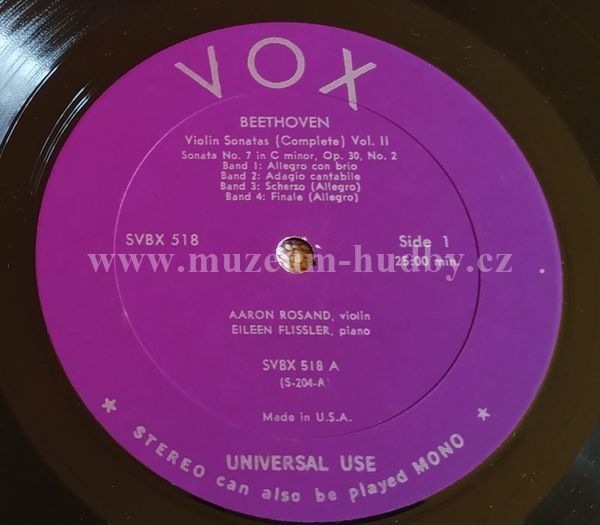 VOX
BEETHOVEN
Violin Sonatas (Complete) Vol. II
Sonata No. 7 in C minor, Op. 30, No. 2
Band 1: Allegro con brio
Band 2: Adagio cantabile
Band 3: Scherzo (Allegro)
Band 4: Finale (Allegro)
SVBX 518
Side 1
25:00 min.
www.muzeum-hudby.cz
AARON ROSAND, violin
EILEEN FLISSLER, piano
SVBX 518 A
(S-204-A)
Made in U.S.A.
UNIVERSAL USE
★ STEREO can also be played MONO ★